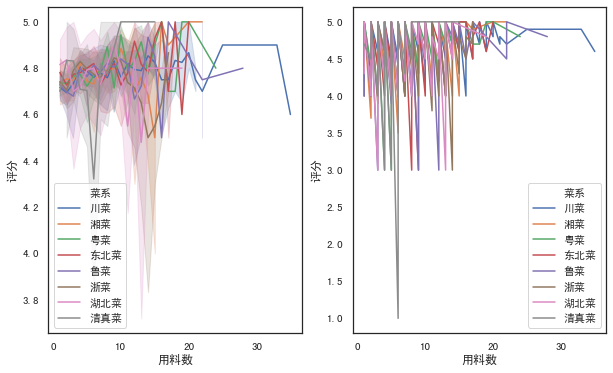 5. 0
4. 8
4. 6
4. 4
4. 2
4. 0
3. 8
评分
0
10
20
30
用料数
菜系
川菜
湘菜
粤菜
东北菜
鲁菜
浙菜
湖北菜
清真菜
5. 0
4. 5
4. 0
3. 5
3. 0
2. 5
2. 0
1. 5
1. 0
评分
0
10
20
30
用料数
菜系
川菜
湘菜
粤菜
东北菜
鲁菜
浙菜
湖北菜
清真菜